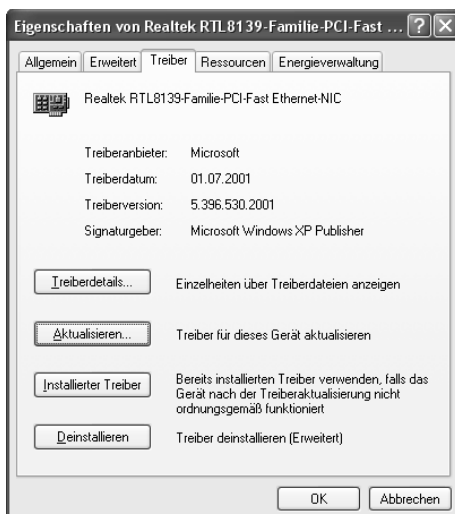 Eigenschaften von Realtek RTL8139-Familie-PCI-Fast ...
Allgemein Erweitert Treiber Ressourcen Energieverwaltung
Realtek RTL8139-Familie-PCI-Fast Ethernet-NIC
Treiberanbieter: Microsoft
Treiberdatum: 01.07.2001
Treiberversion: 5.396.530.2001
Signaturgeber: Microsoft Windows XP Publisher
Treiberdetails... Einzelheiten über Treiberdateien anzeigen
Aktualisieren... Treiber für dieses Gerät aktualisieren
Installierter Treiber
Bereits installierten Treiber verwenden, falls das
Gerät nach der Treiberaktualisierung nicht
ordnungsgemäß funktioniert
Deinstallieren Treiber deinstallieren (Erweitert)
OK Abbrechen